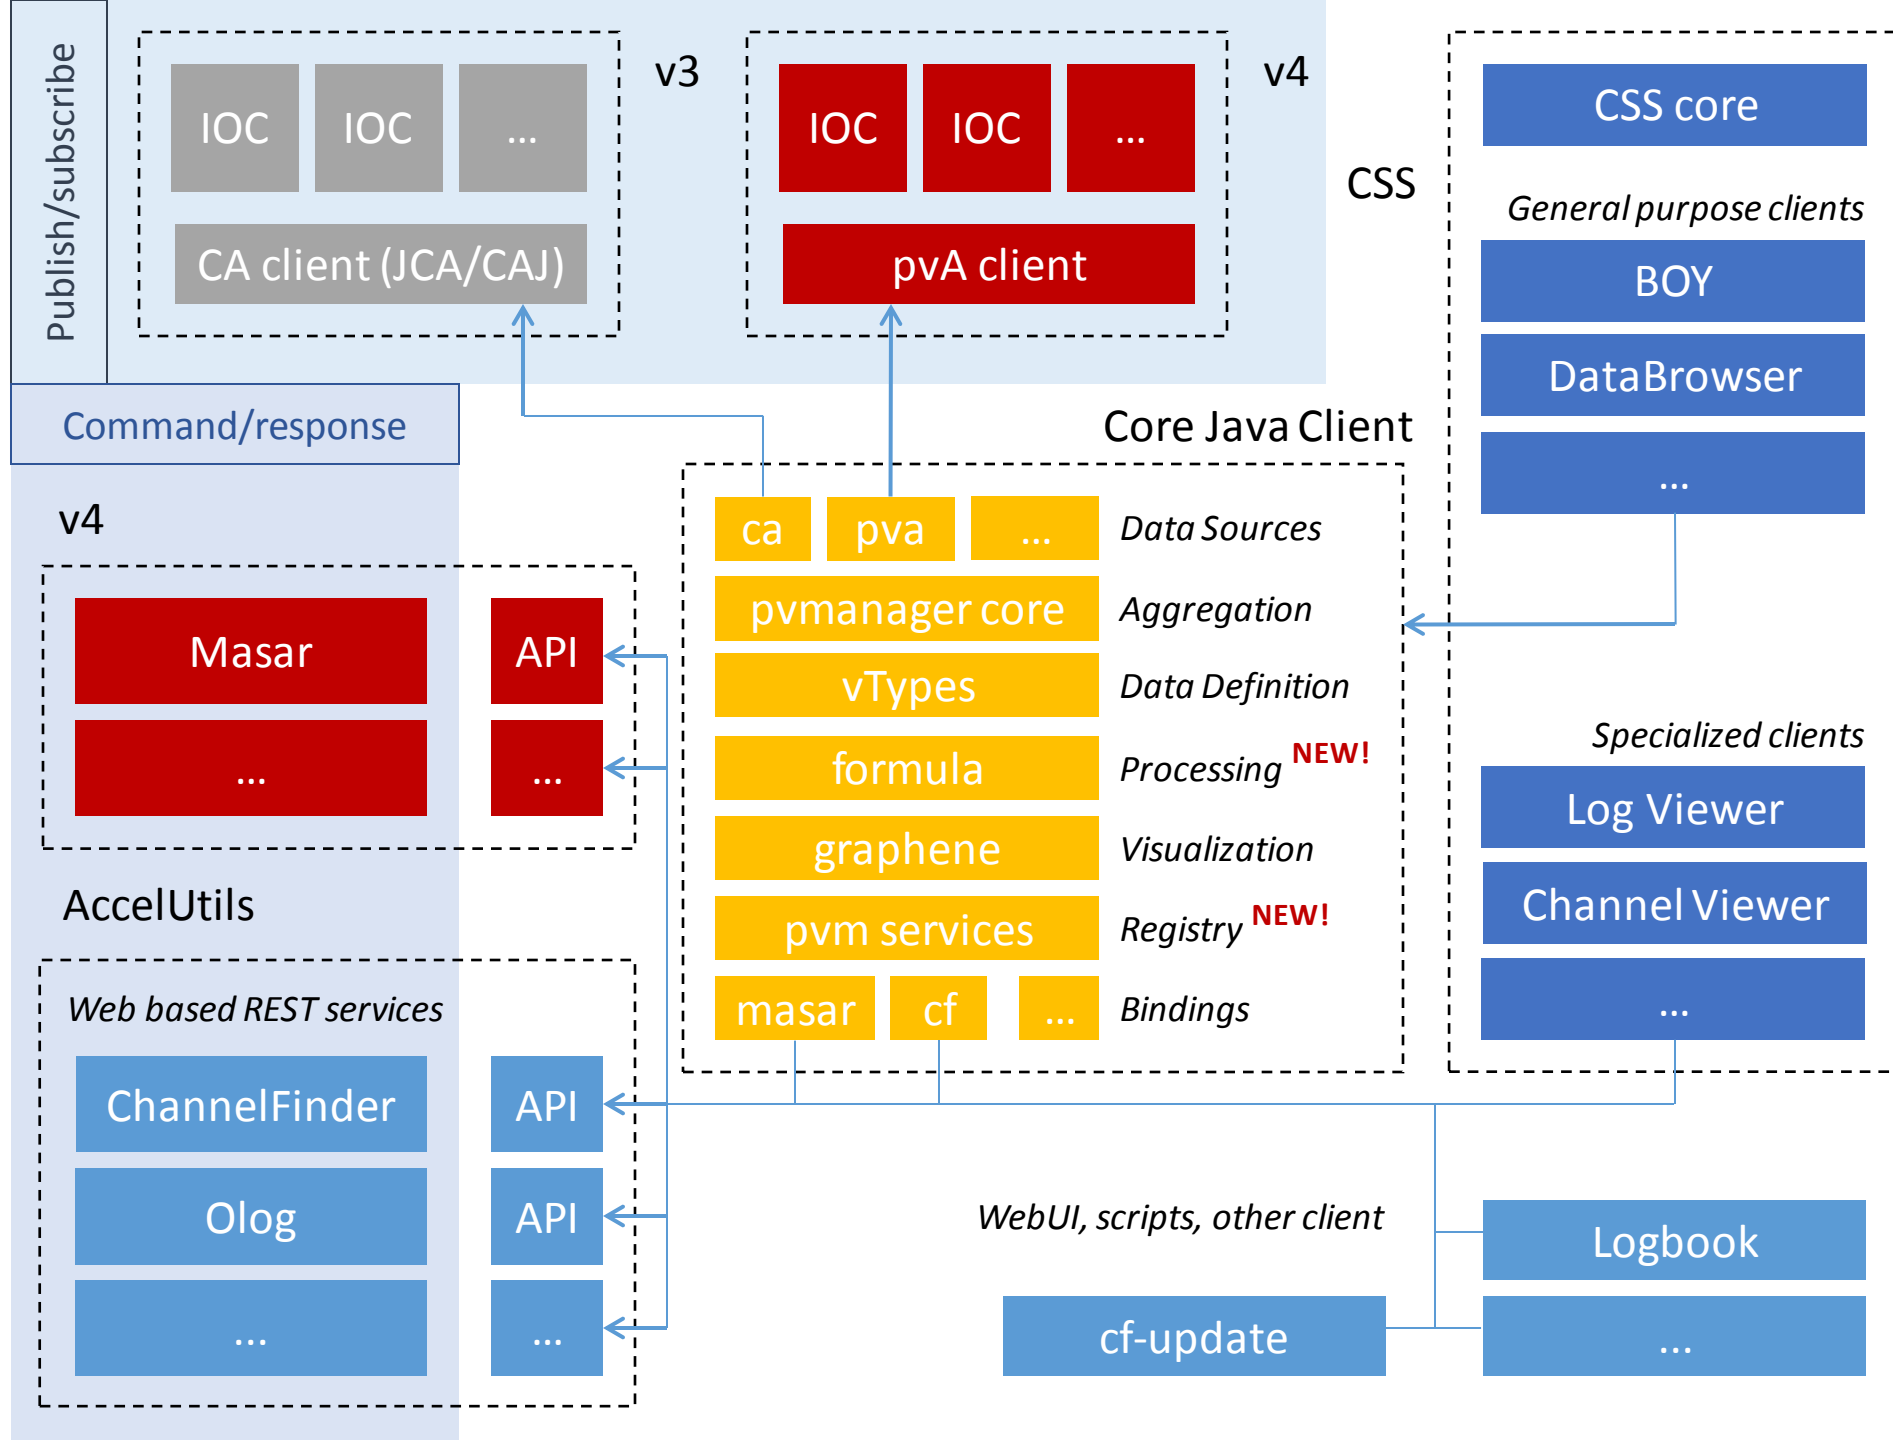 Publish/subscribe
v3
IOC
IOC
...
CA client (JCA/CAJ)
v4
IOC
IOC
...
pvA client
CSS
CSS core
General purpose clients
BOY
DataBrowser
...
Specialized clients
Log Viewer
Channel Viewer
...
Command/response
v4
Masar
API
...
...
AccelUtils
Web based REST services
ChannelFinder
API
Olog
API
...
...
Core Java Client
ca
pva
...
Data Sources
pvmanager core
Aggregation
vTypes
Data Definition
formula
Processing NEW!
graphene
Visualization
pvm services
Registry NEW!
masar
cf
...
Bindings
WebUI, scripts, other client
Logbook
cf-update
...